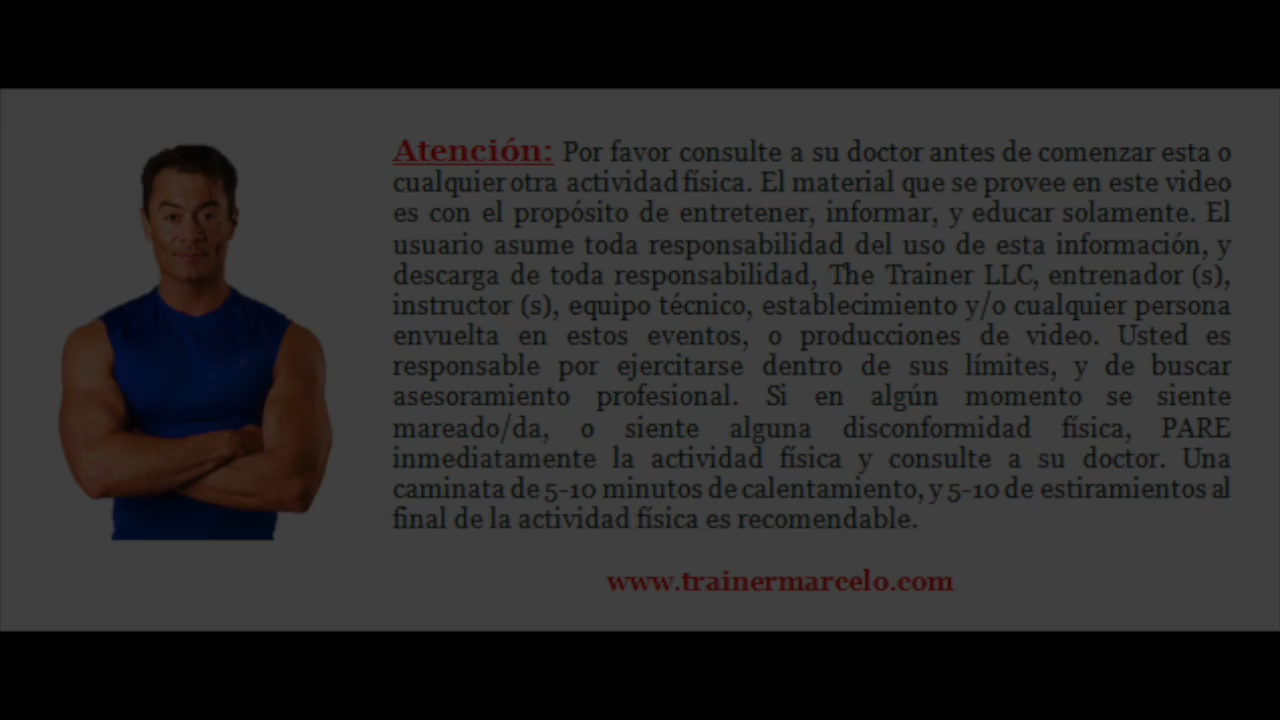 Atención: Por favor consulte a su doctor antes de comenzar esta o
cualquier otra actividad física. El material que se provee en este video
es con el propósito de entretener, informar, y educar solamente. El
usuario asume toda responsabilidad del uso de esta información, y
descarga de toda responsabilidad, The Trainer LLC, entrenador (s),
instructor (s), equipo técnico, establecimiento y/o cualquier persona
envuelta en estos eventos, o producciones de video. Usted es
responsable por ejercitarse dentro de sus límites, y de buscar
asesoramiento profesional. Si en algún momento se siente
mareado/da, o siente alguna disconformidad física, PARE
inmediatamente la actividad física y consulte a su doctor. Una
caminata de 5-10 minutos de calentamiento, y 5-10 de estiramientos al
final de la actividad física es recomendable.
www.trainermarcelo.com